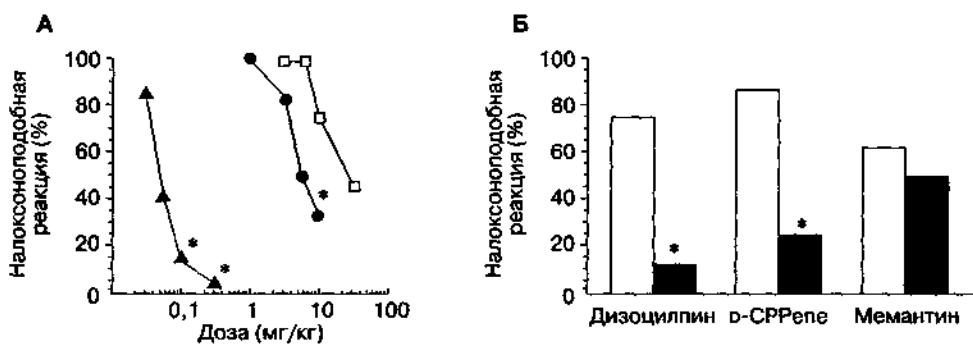 А
Налоксоноподобная
реакция (%)
100
80
60
40
20
0
0,1
1
10
100
Доза (мг/кг)
*
*
*
Б
Налоксоноподобная
реакция (%)
100
80
60
40
20
0
*
*
Дизоцилпин
D-CPPene
Мемантин